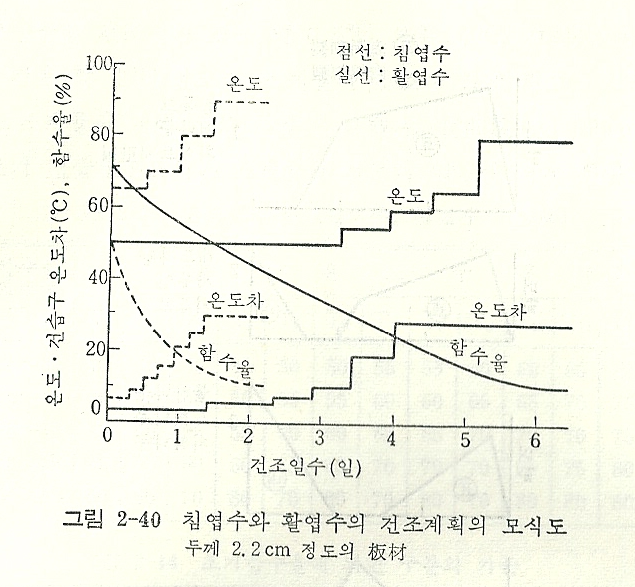 점선 : 침엽수
실선 : 활엽수
온도 · 건습구 온도차(℃), 함수율(%)
100
80
60
40
20
0
온도
온도
온도차
온도차
함수율
함수율
0 1 2 3 4 5 6
건조일수(일)
그림 2-40 침엽수와 활엽수의 건조계획의 모식도
두께 2.2cm 정도의 板材